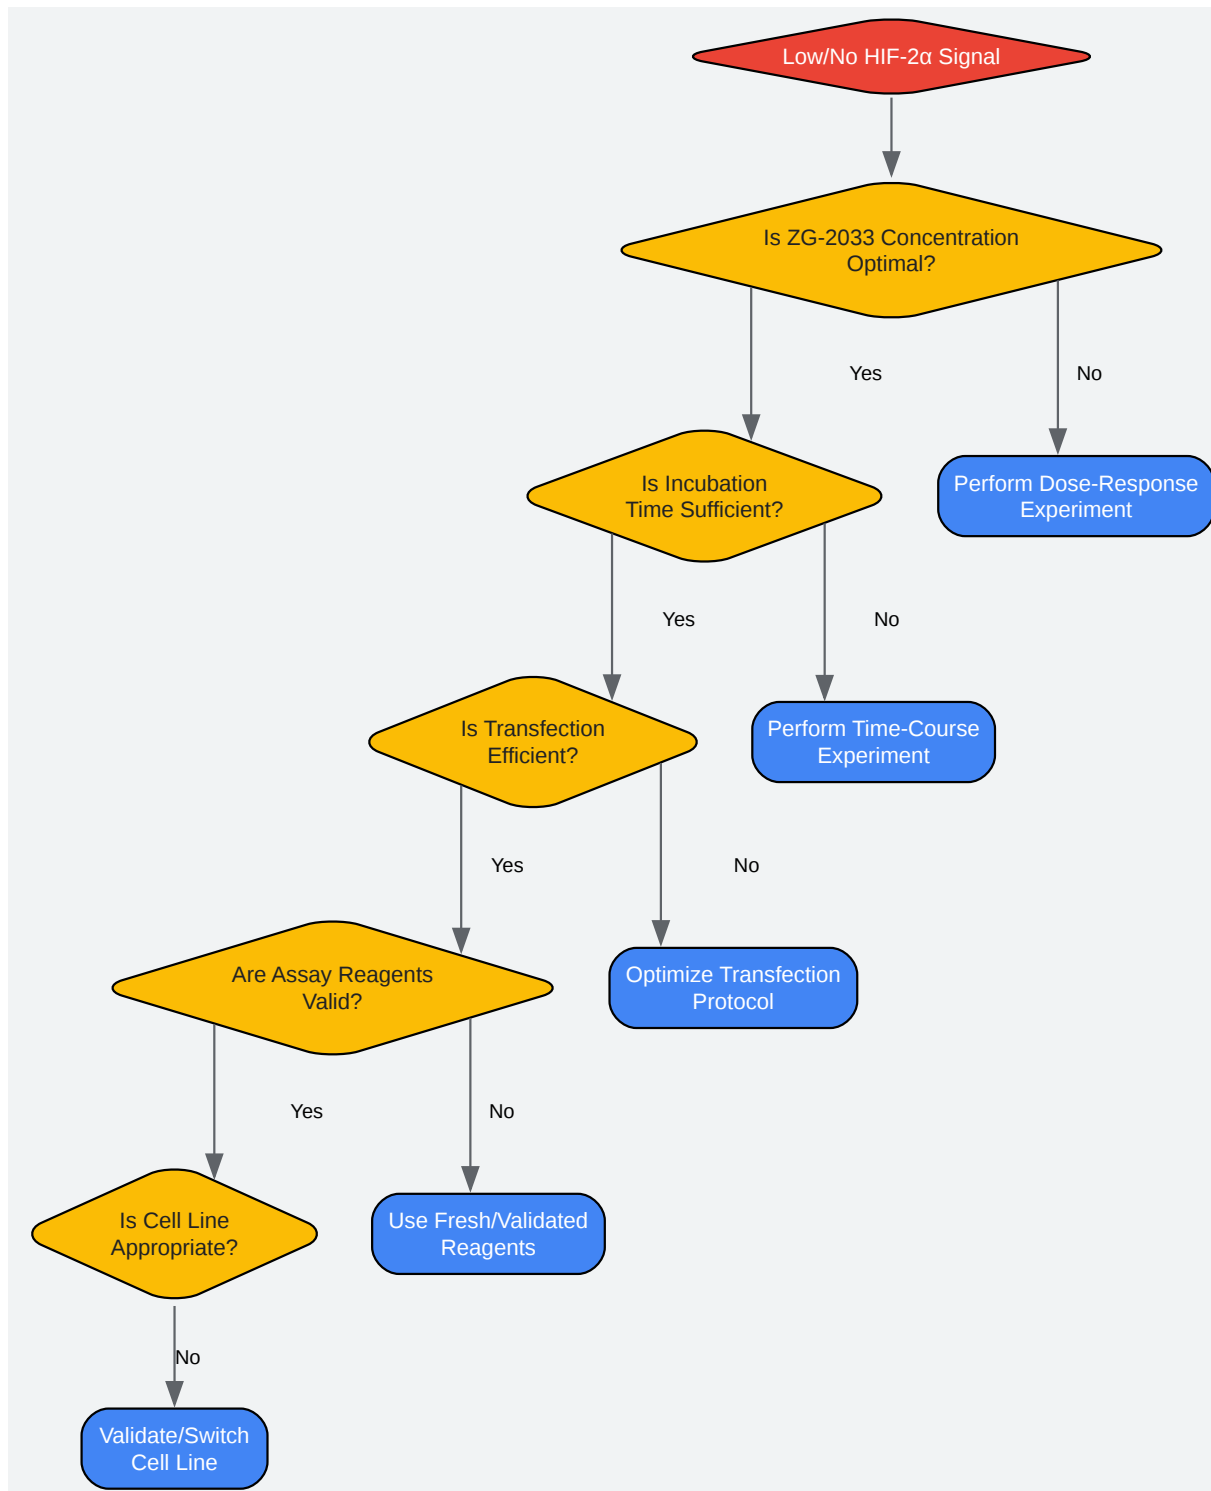 Low/No HIF-2α Signal
Is ZG-2033 Concentration
Optimal?
Yes
No
Is Incubation
Time Sufficient?
Perform Dose-Response
Experiment
Yes
No
Is Transfection
Efficient?
Perform Time-Course
Experiment
Yes
No
Are Assay Reagents
Valid?
Optimize Transfection
Protocol
Yes
No
Is Cell Line
Appropriate?
Use Fresh/Validated
Reagents
No
Validate/Switch
Cell Line